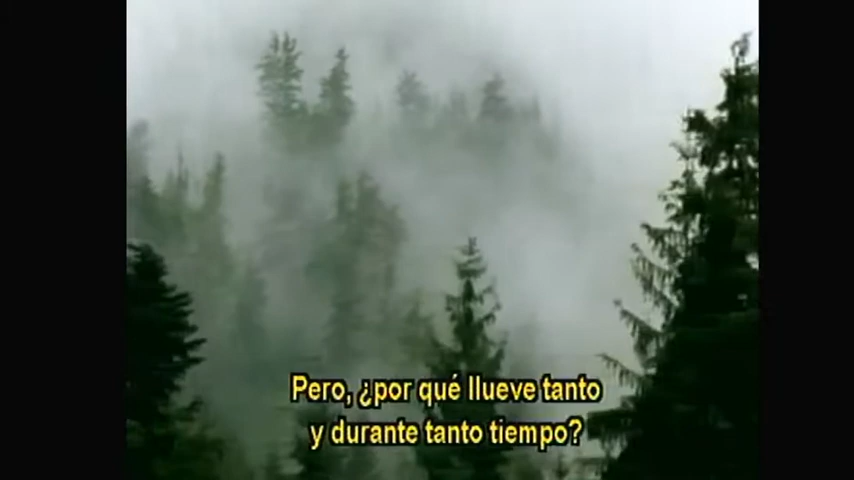 Pero, ¿por qué llueve tanto
y durante tanto tiempo?